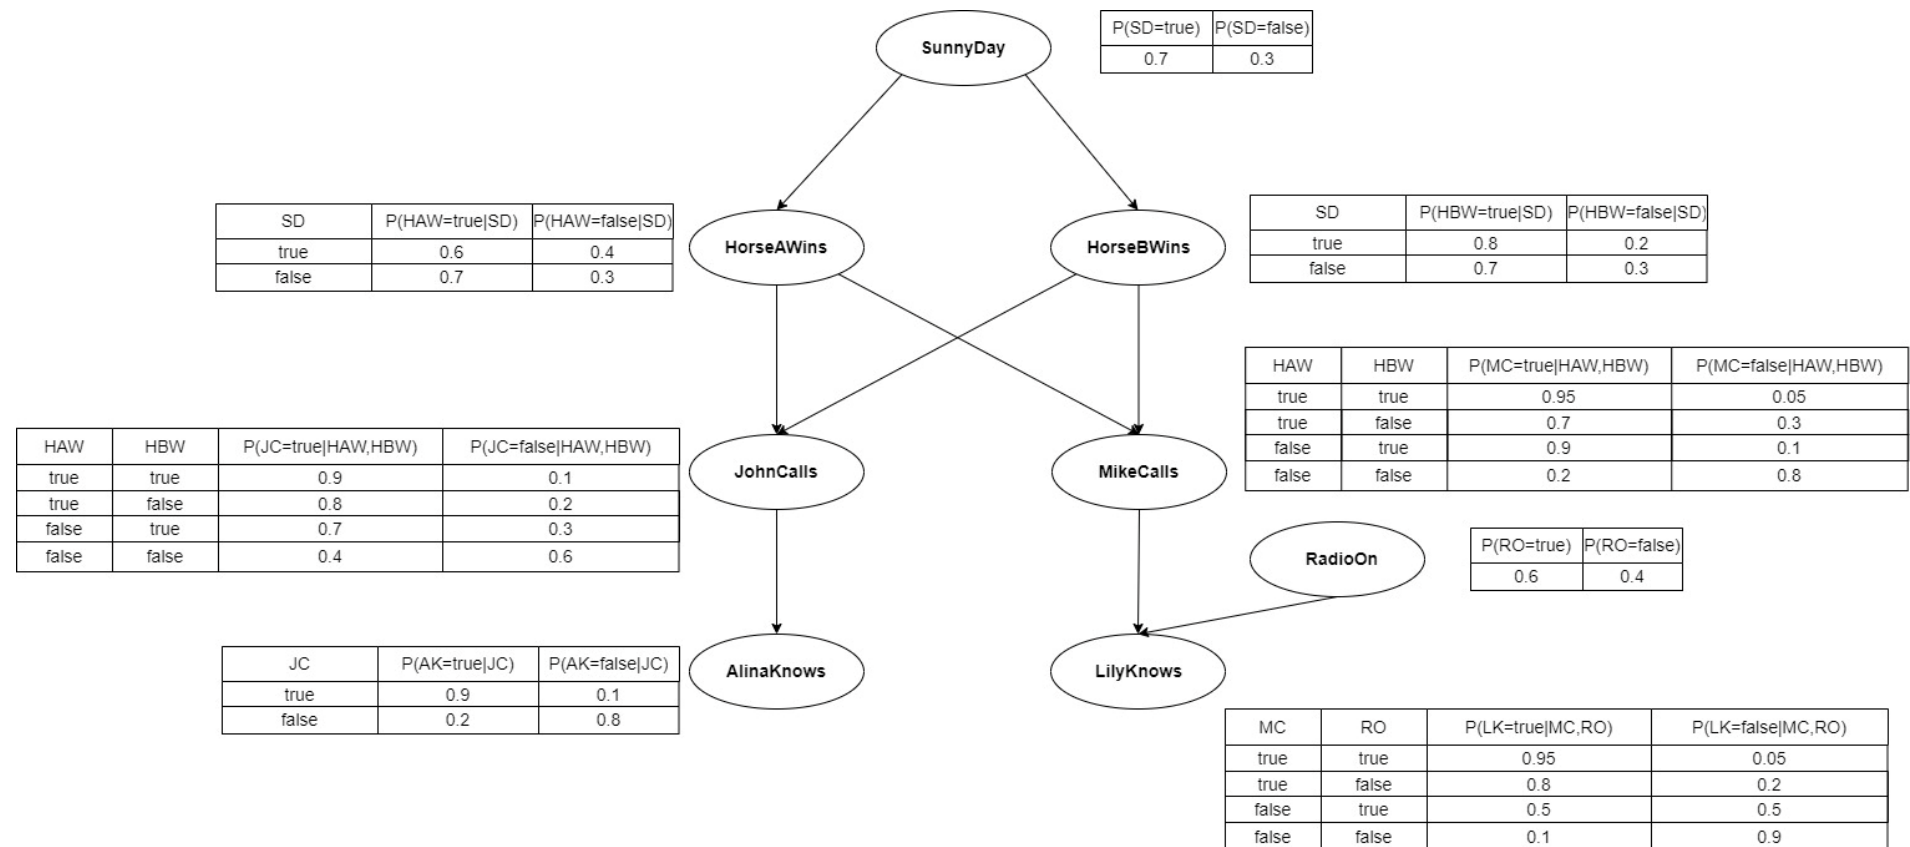 SunnyDay
P(SD=true) P(SD=false)
0.7 0.3
SD P(HAW=true|SD) P(HAW=false|SD)
true 0.6 0.4
false 0.7 0.3
HorseAWins
HorseBWins
SD P(HBW=true|SD) P(HBW=false|SD)
true 0.8 0.2
false 0.7 0.3
HAW HBW P(MC=true|HAW,HBW) P(MC=false|HAW,HBW)
true true 0.95 0.05
true false 0.7 0.3
false true 0.9 0.1
false false 0.2 0.8
HAW HBW P(JC=true|HAW,HBW) P(JC=false|HAW,HBW)
true true 0.9 0.1
true false 0.8 0.2
false true 0.7 0.3
false false 0.4 0.6
JohnCalls
MikeCalls
RadioOn
P(RO=true) P(RO=false)
0.6 0.4
JC P(AK=true|JC) P(AK=false|JC)
true 0.9 0.1
false 0.2 0.8
AlinaKnows
LilyKnows
MC RO P(LK=true|MC,RO) P(LK=false|MC,RO)
true true 0.95 0.05
true false 0.8 0.2
false true 0.5 0.5
false false 0.1 0.9